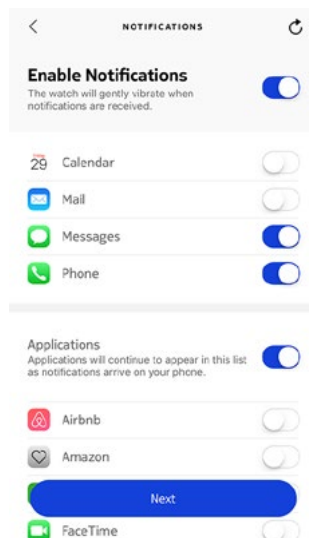 NOTIFICATIONS
Enable Notifications
The watch will gently vibrate when
notifications are received.
29 Calendar
Mail
Messages
Phone
Applications
Applications will continue to appear in this list
as notifications arrive on your phone.
Airbnb
Amazon
Next
FaceTime